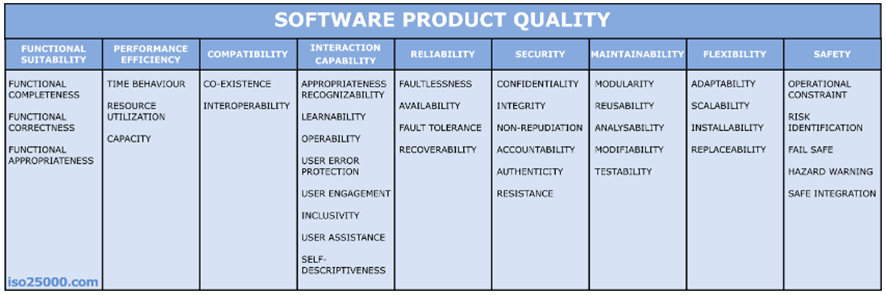 SOFTWARE PRODUCT QUALITY
FUNCTIONAL
SUITABILITY
PERFORMANCE
EFFICIENCY
COMPATIBILITY
INTERACTION
CAPABILITY
RELIABILITY
SECURITY
MAINTAINABILITY
FLEXIBILITY
SAFETY
FUNCTIONAL
COMPLETENESS
FUNCTIONAL
CORRECTNESS
FUNCTIONAL
APPROPRIATENESS
TIME BEHAVIOUR
RESOURCE
UTILIZATION
CAPACITY
CO-EXISTENCE
INTEROPERABILITY
APPROPRIATENESS
RECOGNIZABILITY
LEARNABILITY
OPERABILITY
USER ERROR
PROTECTION
USER ENGAGEMENT
INCLUSIVITY
USER ASSISTANCE
SELF-
DESCRIPTIVENESS
FAULTLESSNESS
AVAILABILITY
FAULT TOLERANCE
RECOVERABILITY
CONFIDENTIALITY
INTEGRITY
NON-REPUDIATION
ACCOUNTABILITY
AUTHENTICITY
RESISTANCE
MODULARITY
REUSABILITY
ANALYSABILITY
MODIFIABILITY
TESTABILITY
ADAPTABILITY
SCALABILITY
INSTALLABILITY
REPLACEABILITY
OPERATIONAL
CONSTRAINT
RISK
IDENTIFICATION
FAIL SAFE
HAZARD WARNING
SAFE INTEGRATION
iso25000.com